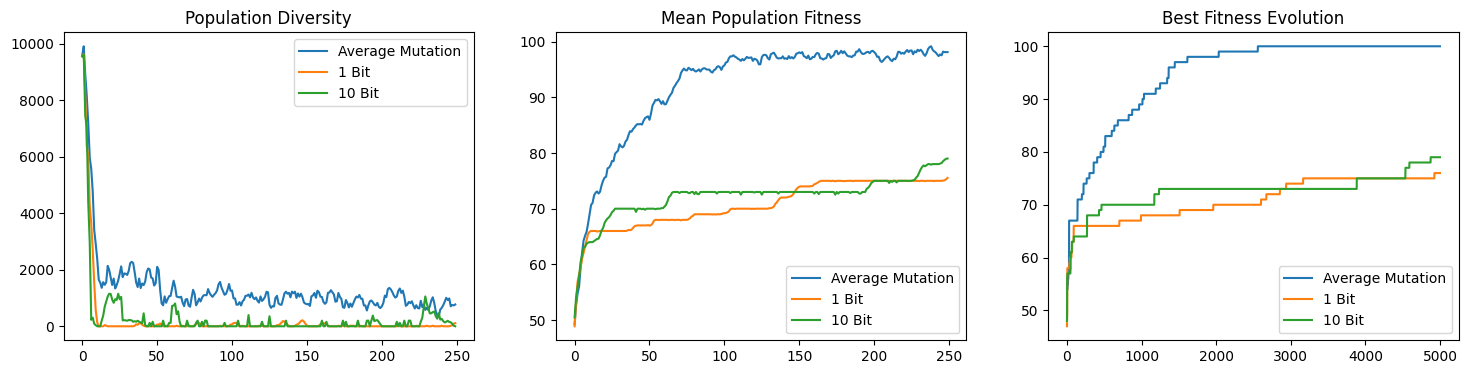 Population Diversity
10000
8000
6000
4000
2000
0
0 50 100 150 200 250
Average Mutation
1 Bit
10 Bit
Mean Population Fitness
100
90
80
70
60
50
0 50 100 150 200 250
Average Mutation
1 Bit
10 Bit
Best Fitness Evolution
100
90
80
70
60
50
0 1000 2000 3000 4000 5000
Average Mutation
1 Bit
10 Bit